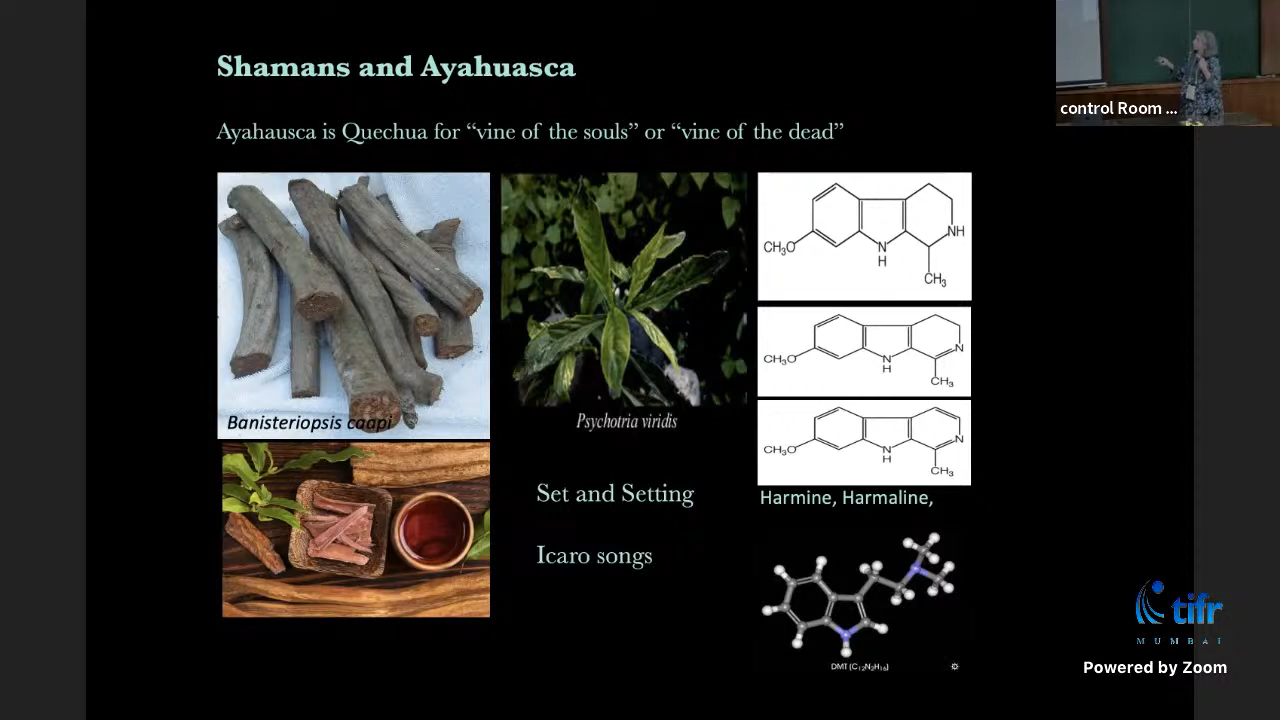 Shamans and Ayahuasca
control Room ...
Ayahausca is Quechua for “vine of the souls” or “vine of the dead”
Banisteriopsis caapi
Psychotria viridis
CH₃O
N
H
NH
CH₃
CH₃O
N
H
N
CH₃
CH₃O
N
H
N
CH₃
Set and Setting
Harmine, Harmaline,
Icaro songs
DMT (C₁₂N₂H₁₆)
tifr
MUMBAI
Powered by Zoom